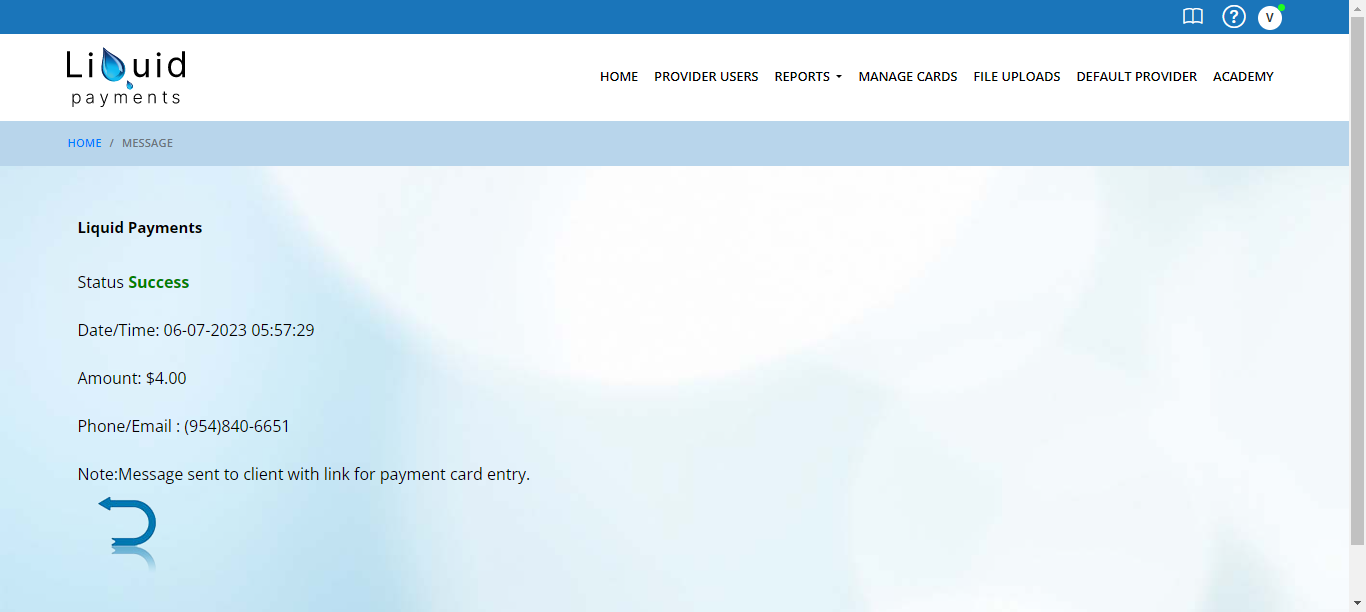 ? V
Liquid
payments
HOME PROVIDER USERS REPORTS MANAGE CARDS FILE UPLOADS DEFAULT PROVIDER ACADEMY
HOME / MESSAGE
Liquid Payments
Status Success
Date/Time: 06-07-2023 05:57:29
Amount: $4.00
Phone/Email : (954)840-6651
Note:Message sent to client with link for payment card entry.